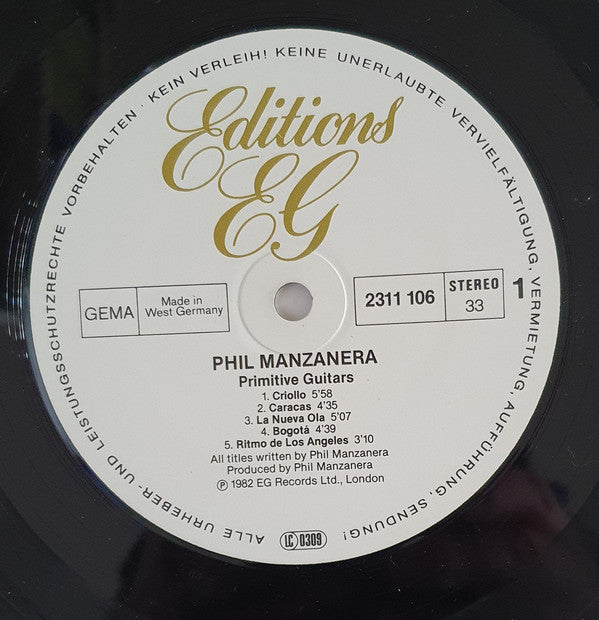 ALLE URHEBER- UND LEISTUNGSSCHUTZRECHTE VORBEHALTEN · KEIN VERLEIH! KEINE UNERLAUBTE VERVIELFÄLTIGUNG, VERMIETUNG, AUFFÜHRUNG, SENDUNG!
Editions
EG
GEMA
Made in
West Germany
2311 106
STEREO
33
1
PHIL MANZANERA
Primitive Guitars
1. Criollo 5'58
2. Caracas 4'35
3. La Nueva Ola 5'07
4. Bogotá 4'39
5. Ritmo de Los Angeles 3'10
All titles written by Phil Manzanera
Produced by Phil Manzanera
℗ 1982 EG Records Ltd., London
LC 0309